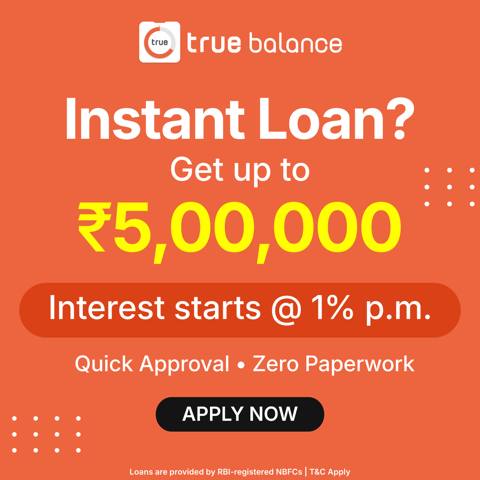 true true balance
Instant Loan?
Get up to
₹5,00,000
Interest starts @ 1% p.m.
Quick Approval • Zero Paperwork
APPLY NOW
Loans are provided by RBI-registered NBFCs | T&C Apply